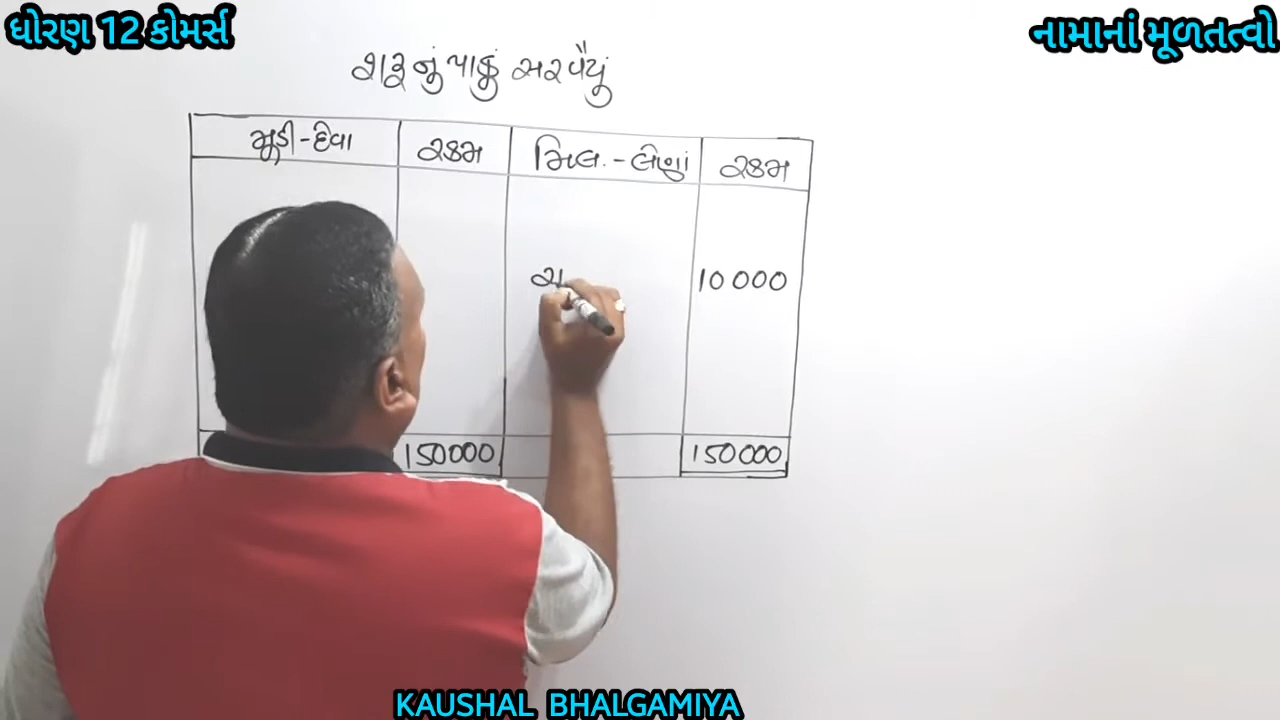 ધોરણ 12 કોમર્સ
નામાનાં મૂળતત્વો
શરૂનું પાકું સરવૈયું
મૂડી-દેવા રકમ મિલ.-લેણાં રકમ
10000
150000 150000
KAUSHAL BHALGAMIYA